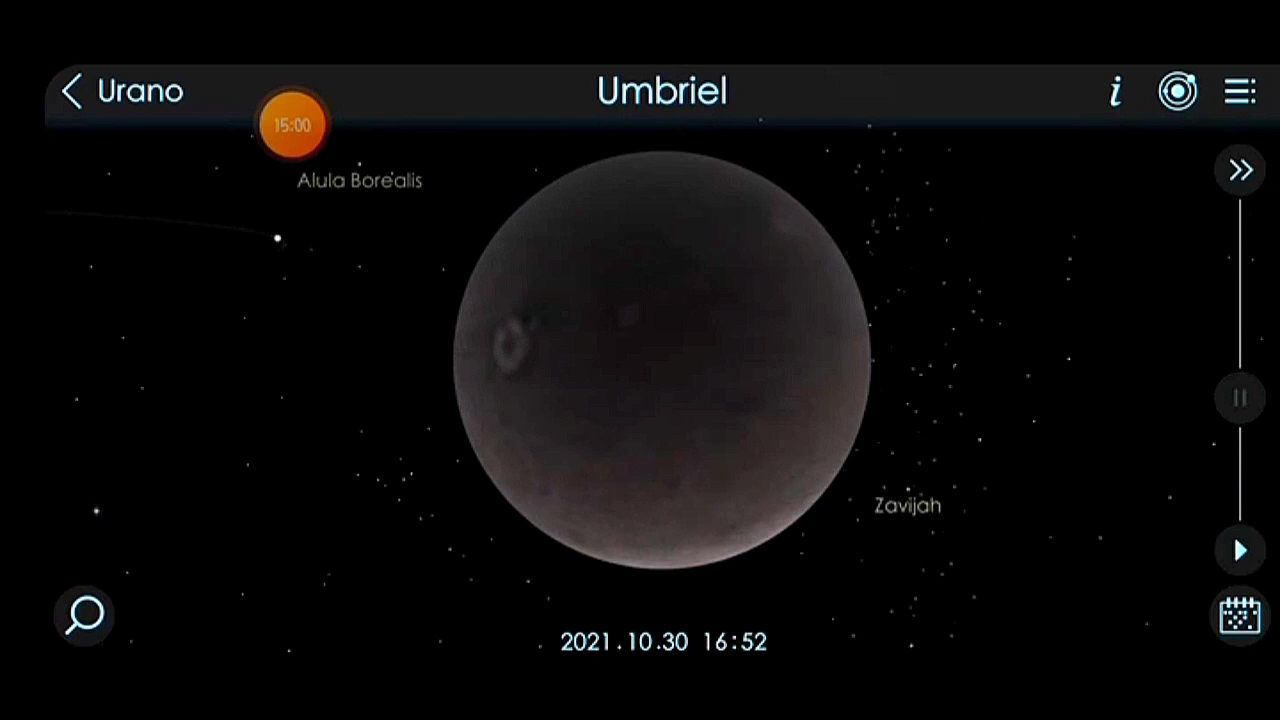 Urano
Umbriel
15:00
Alula Borealis
Zavijah
2021.10.30 16:52